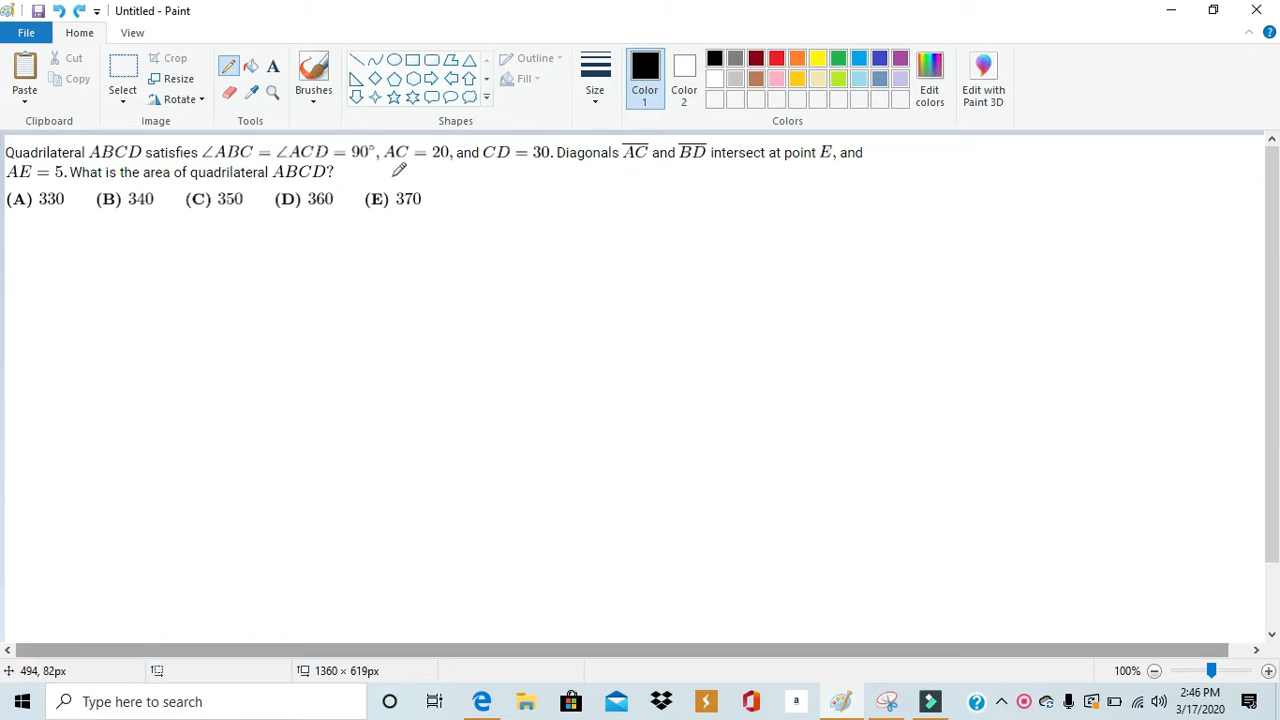 Untitled - Paint
File Home View
Paste
Cut
Copy
Clipboard
Select
Crop
Resize
Rotate
Image
A
Tools
Brushes
Outline
Fill
Shapes
Size
Color 1
Color 2
Edit colors
Edit with Paint 3D
Colors
Quadrilateral ABCD satisfies ∠ABC = ∠ACD = 90°, AC = 20, and CD = 30. Diagonals AC and BD intersect at point E, and
AE = 5. What is the area of quadrilateral ABCD?
(A) 330 (B) 340 (C) 350 (D) 360 (E) 370
494, 82px 1360 × 619px 100%
Type here to search
a
2:46 PM
3/17/2020